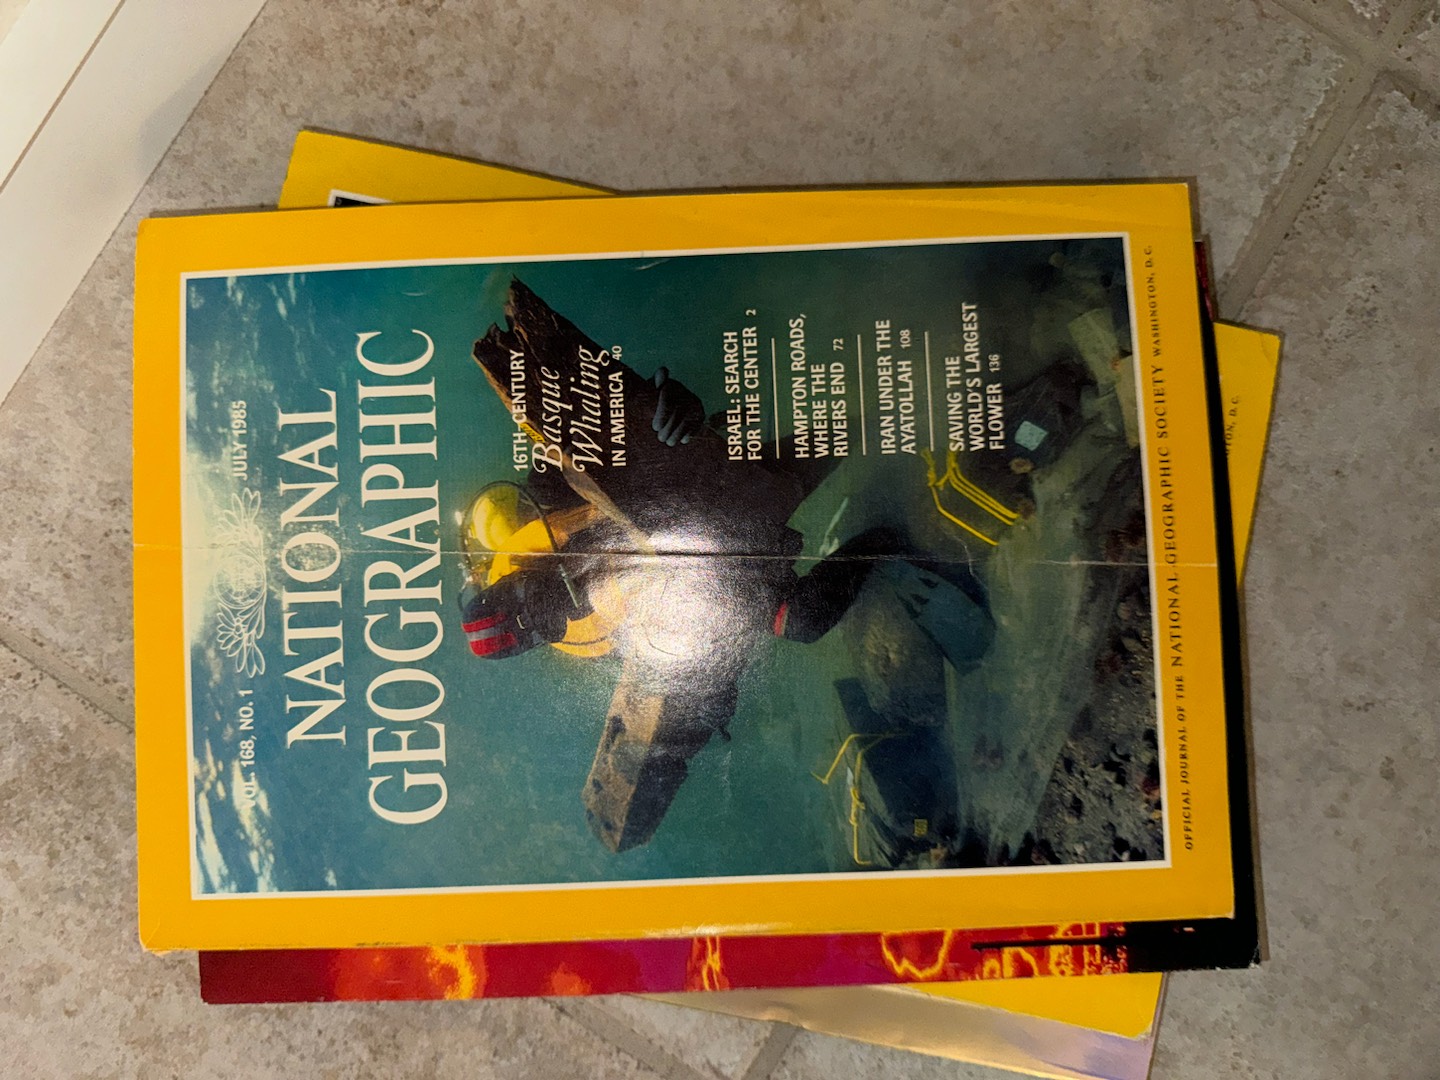 VOL. 168, NO. 1 JULY 1985
NATIONAL
GEOGRAPHIC
16TH-CENTURY
Basque
Whaling
IN AMERICA 40
ISRAEL: SEARCH
FOR THE CENTER 2
HAMPTON ROADS,
WHERE THE
RIVERS END 72
IRAN UNDER THE
AYATOLLAH 108
SAVING THE
WORLD'S LARGEST
FLOWER 136
OFFICIAL JOURNAL OF THE NATIONAL GEOGRAPHIC SOCIETY WASHINGTON, D.C.
D.C.